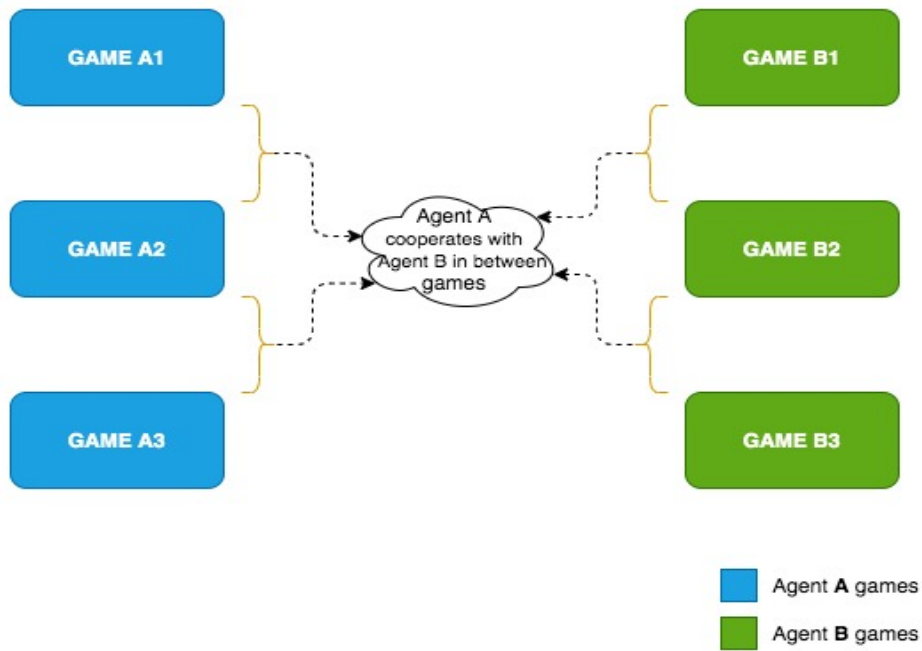 GAME A1
GAME B1
Agent A
cooperates with
Agent B in between
games
GAME A2
GAME B2
GAME A3
GAME B3
Agent A games
Agent B games